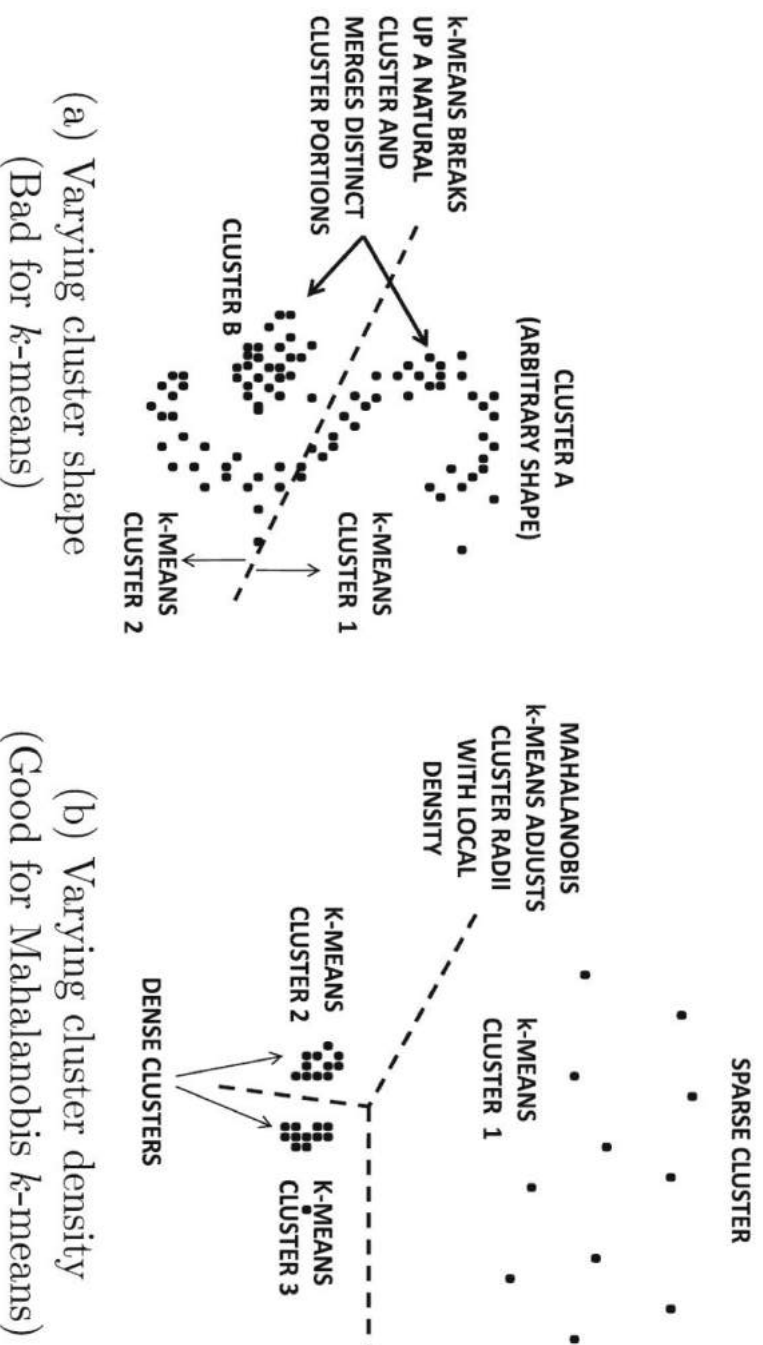 CLUSTER A
(ARBITRARY SHAPE)
k-MEANS BREAKS
UP A NATURAL
CLUSTER AND
MERGES DISTINCT
CLUSTER PORTIONS
CLUSTER B
k-MEANS
CLUSTER 1
k-MEANS
CLUSTER 2
(a) Varying cluster shape
(Bad for k-means)
SPARSE CLUSTER
MAHALANOBIS
k-MEANS ADJUSTS
CLUSTER RADII
WITH LOCAL
DENSITY
k-MEANS
CLUSTER 1
K-MEANS
CLUSTER 2
K-MEANS
CLUSTER 3
DENSE CLUSTERS
(b) Varying cluster density
(Good for Mahalanobis k-means)